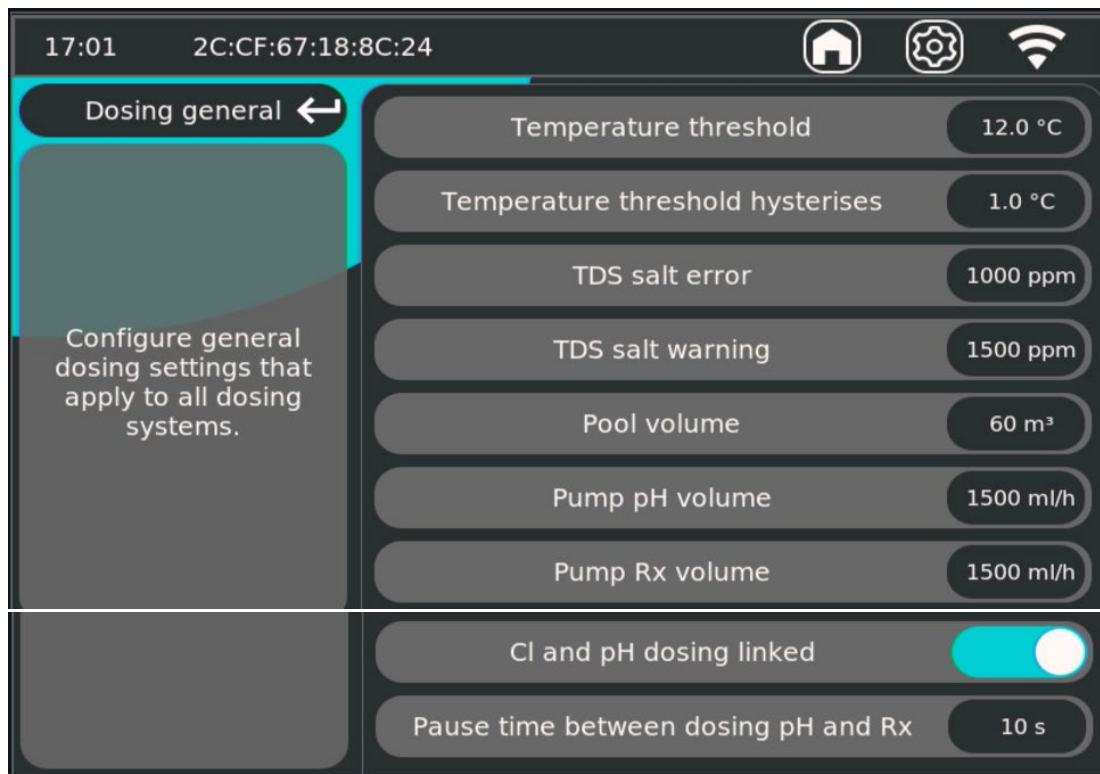 17:01 2C:CF:67:18:8C:24
Dosing general
Configure general
dosing settings that
apply to all dosing
systems.
Temperature threshold 12.0 °C
Temperature threshold hysterises 1.0 °C
TDS salt error 1000 ppm
TDS salt warning 1500 ppm
Pool volume 60 m³
Pump pH volume 1500 ml/h
Pump Rx volume 1500 ml/h
Cl and pH dosing linked
Pause time between dosing pH and Rx 10 s